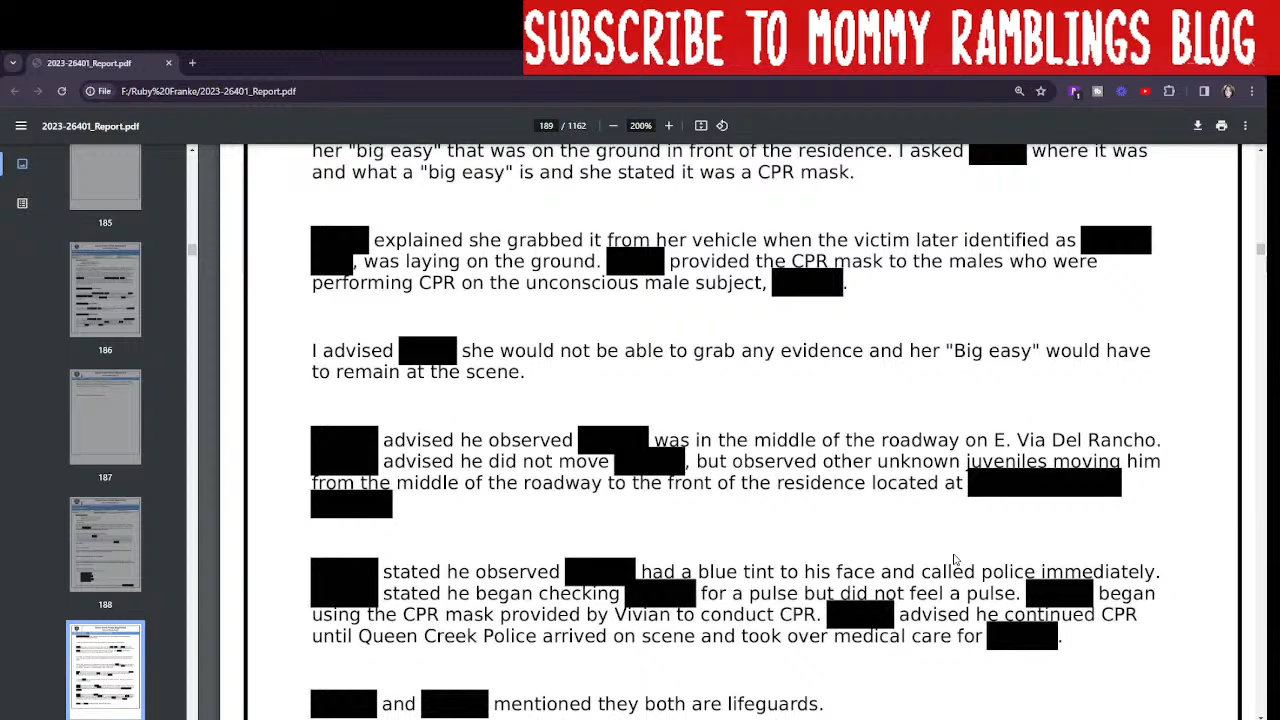 SUBSCRIBE TO MOMMY RAMBLINGS BLOG
2023-26401_Report.pdf
File F:/Ruby%20Franke/2023-26401_Report.pdf
2023-26401_Report.pdf
189 / 1162
200%
185
186
187
188
her "big easy" that was on the ground in front of the residence. I asked where it was
and what a "big easy" is and she stated it was a CPR mask.
explained she grabbed it from her vehicle when the victim later identified as
, was laying on the ground. provided the CPR mask to the males who were
performing CPR on the unconscious male subject, .
I advised she would not be able to grab any evidence and her "Big easy" would have
to remain at the scene.
advised he observed was in the middle of the roadway on E. Via Del Rancho.
advised he did not move , but observed other unknown juveniles moving him
from the middle of the roadway to the front of the residence located at
stated he observed had a blue tint to his face and called police immediately.
stated he began checking for a pulse but did not feel a pulse. began
using the CPR mask provided by Vivian to conduct CPR. advised he continued CPR
until Queen Creek Police arrived on scene and took over medical care for .
and mentioned they both are lifeguards.